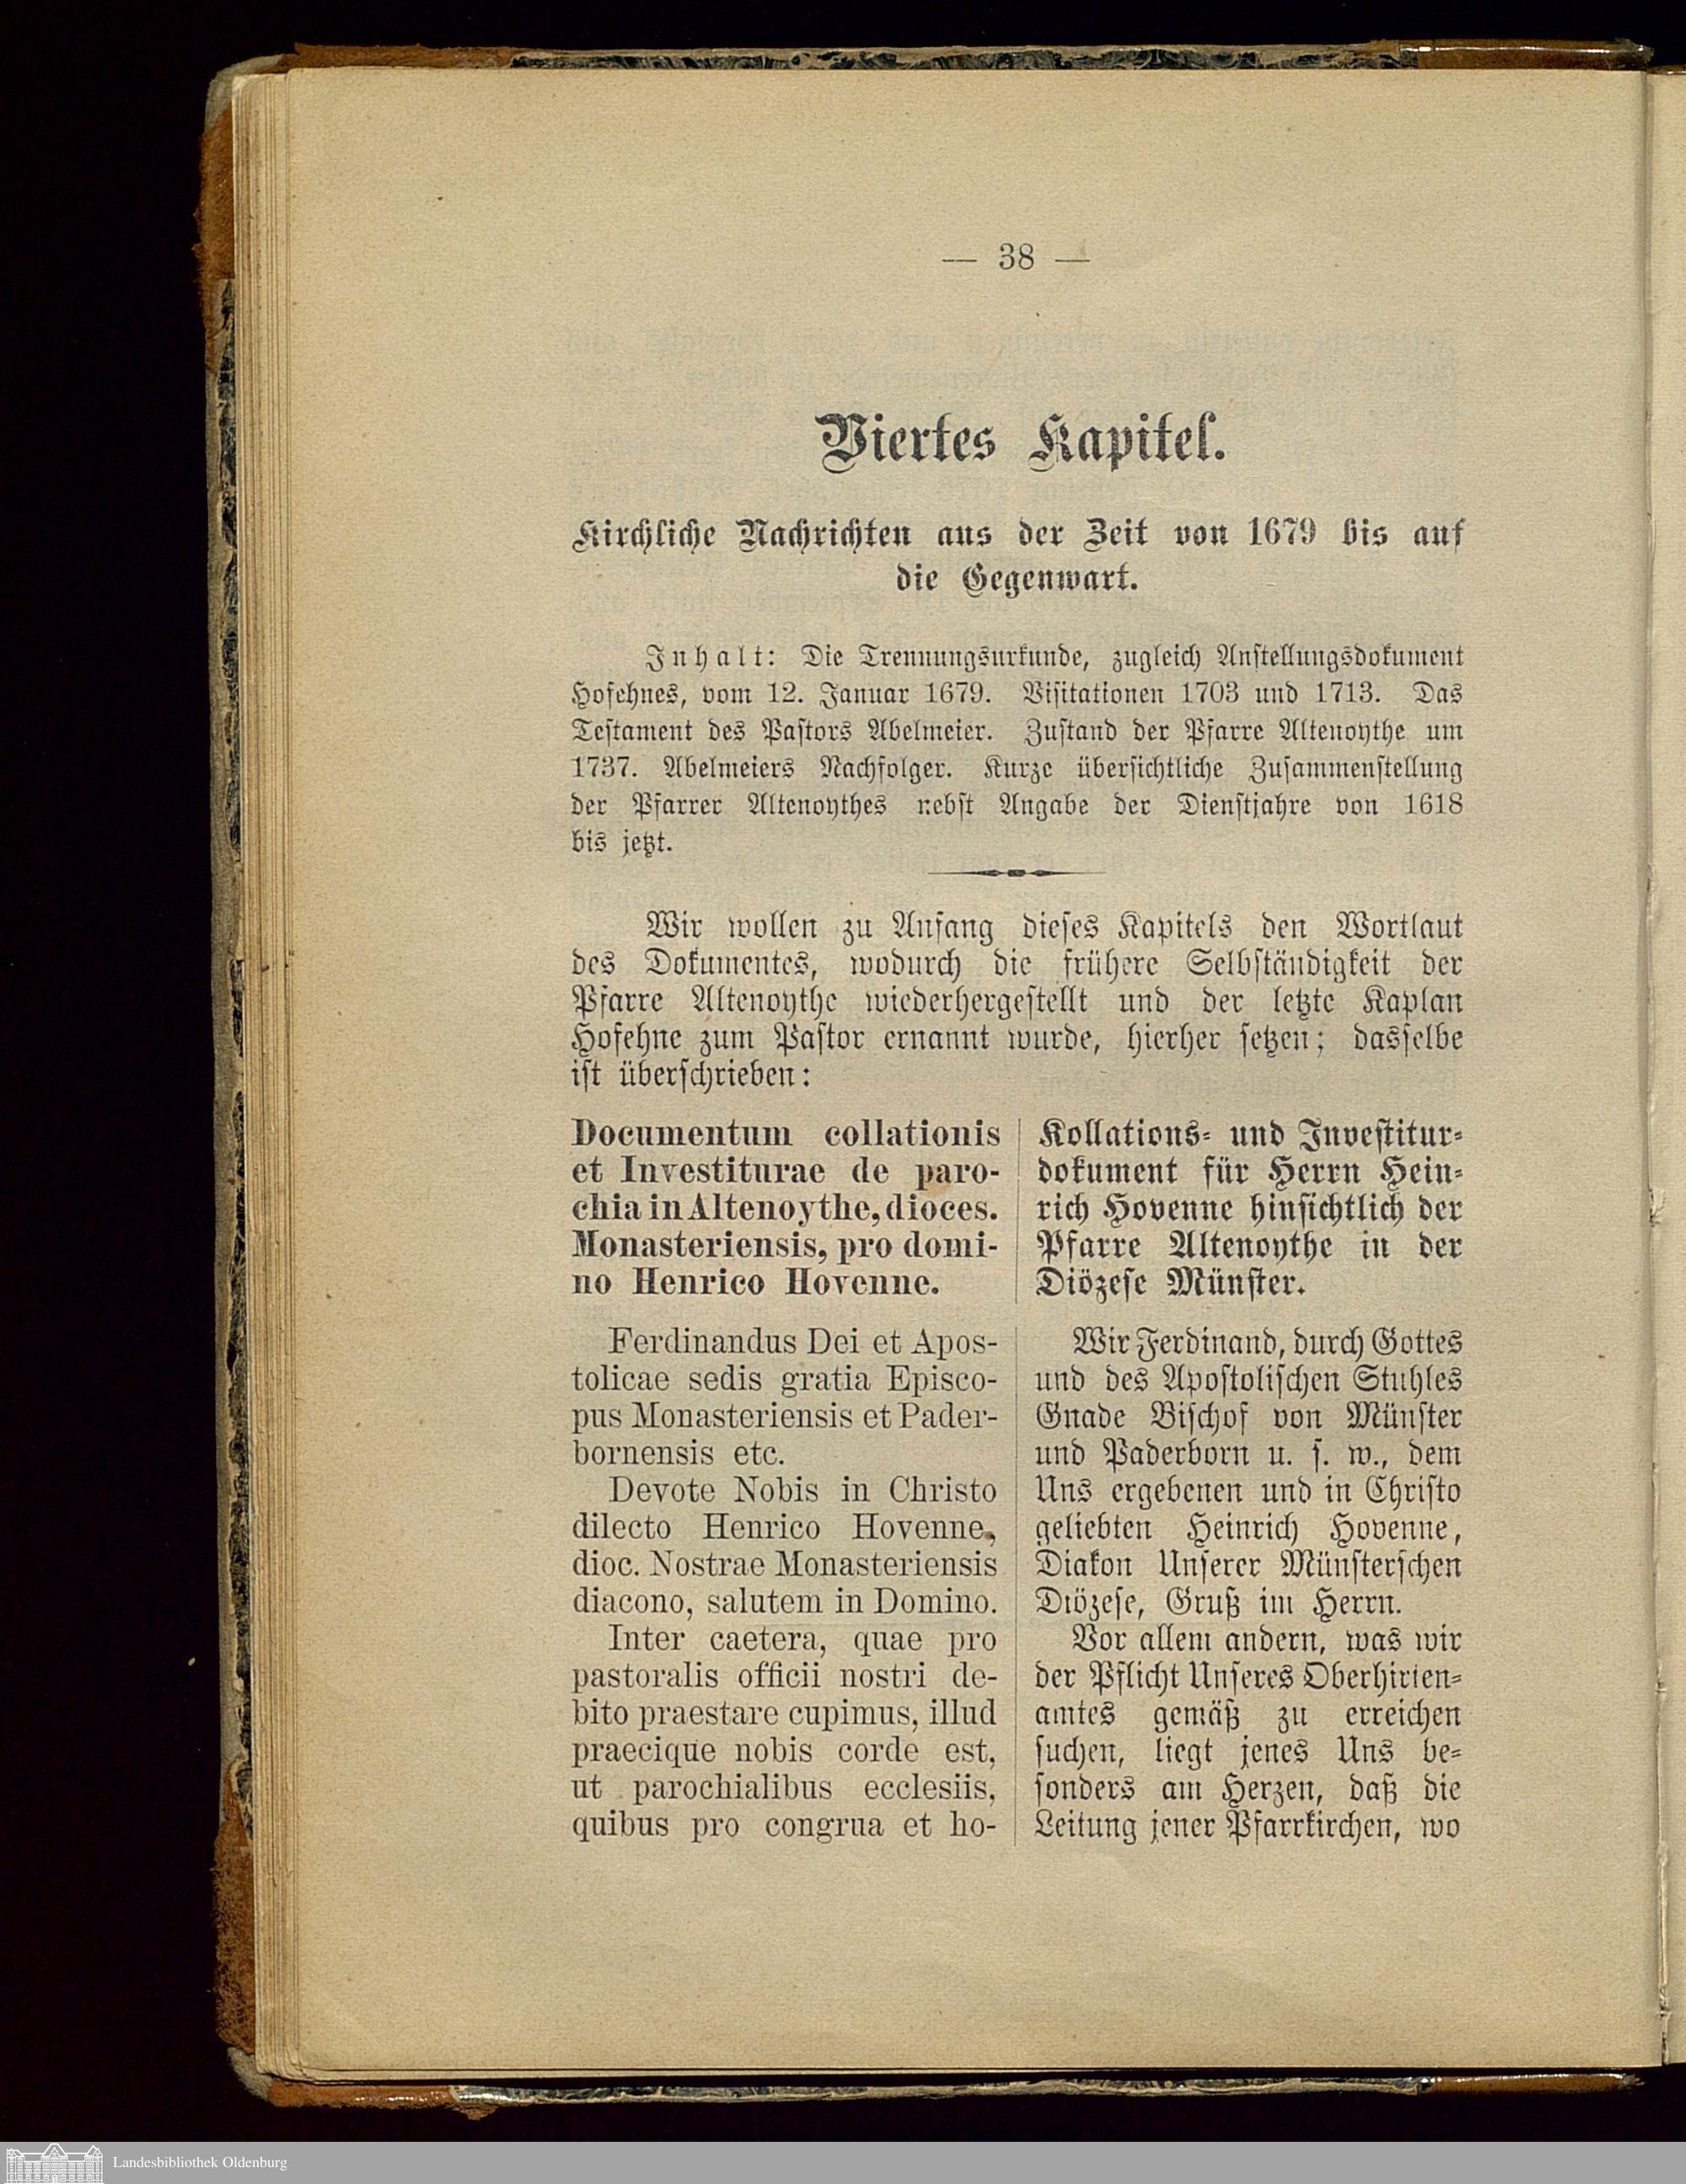 — 38 —
Viertes Kapitel.
Kirchliche Nachrichten aus der Zeit von 1679 bis auf
die Gegenwart.
Inhalt: Die Trennungsurkunde, zugleich Anstellungsdokument
Hofehnes, vom 12. Januar 1679. Visitationen 1703 und 1713. Das
Testament des Pastors Abelmeier. Zustand der Pfarre Altenoythe um
1737. Abelmeiers Nachfolger. Kurze übersichtliche Zusammenstellung
der Pfarrer Altenoythes nebst Angabe der Dienstjahre von 1618
bis jetzt.
Wir wollen zu Anfang dieses Kapitels den Wortlaut
des Dokumentes, wodurch die frühere Selbständigkeit der
Pfarre Altenoythe wiederhergestellt und der letzte Kaplan
Hofehne zum Pastor ernannt wurde, hierher setzen; dasselbe
ist überschrieben:
Documentum collationis
et Investiturae de paro-
chia in Altenoythe, dioces.
Monasteriensis, pro domi-
no Henrico Hovenne.
Ferdinandus Dei et Apos-
tolicae sedis gratia Episco-
pus Monasteriensis et Pader-
bornensis etc.
Devote Nobis in Christo
dilecto Henrico Hovenne,
dioc. Nostrae Monasteriensis
diacono, salutem in Domino.
Inter caetera, quae pro
pastoralis officii nostri de-
bito praestare cupimus, illud
praecique nobis corde est,
ut parochialibus ecclesiis,
quibus pro congrua et ho-
Kollations- und Investitur-
dokument für Herrn Hein-
rich Hovenne hinsichtlich der
Pfarre Altenoythe in der
Diözese Münster.
Wir Ferdinand, durch Gottes
und des Apostolischen Stuhles
Gnade Bischof von Münster
und Paderborn u. s. w., dem
Uns ergebenen und in Christo
geliebten Heinrich Hovenne,
Diakon Unserer Münsterschen
Diözese, Gruß im Herrn.
Vor allem andern, was wir
der Pflicht Unseres Oberhirten-
amtes gemäß zu erreichen
suchen, liegt jenes Uns be-
sonders am Herzen, daß die
Leitung jener Pfarrkirchen, wo
Landesbibliothek Oldenburg